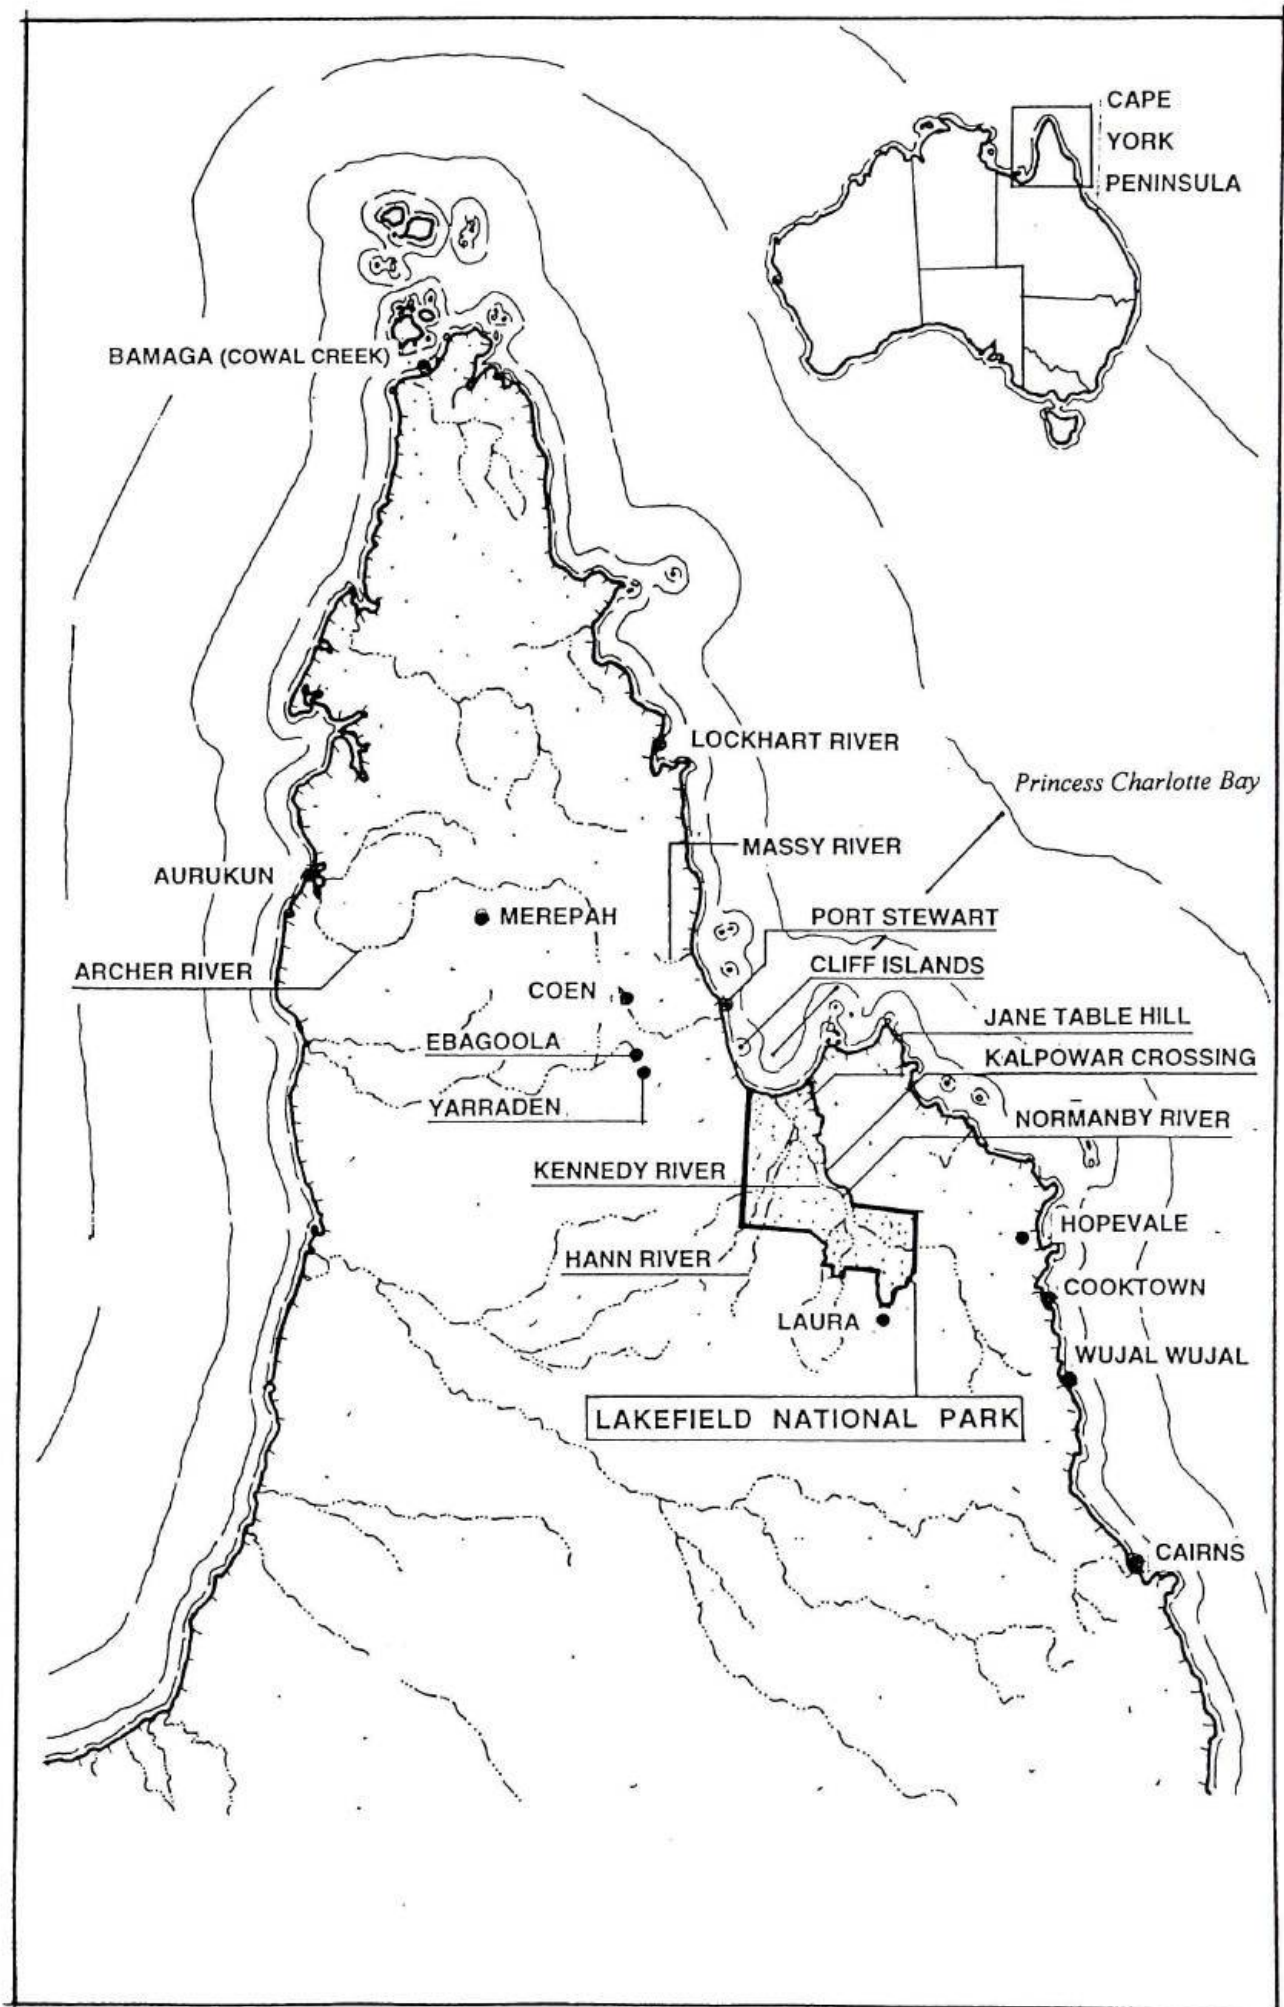 CAPE
YORK
PENINSULA
BAMAGA (COWAL CREEK)
LOCKHART RIVER
Princess Charlotte Bay
MASSY RIVER
AURUKUN
MEREPAH
PORT STEWART
ARCHER RIVER
CLIFF ISLANDS
COEN
JANE TABLE HILL
EBAGOOLA
KALPOWAR CROSSING
YARRADEN
NORMANBY RIVER
KENNEDY RIVER
HOPEVALE
HANN RIVER
COOKTOWN
LAURA
WUJAL WUJAL
LAKEFIELD NATIONAL PARK
CAIRNS